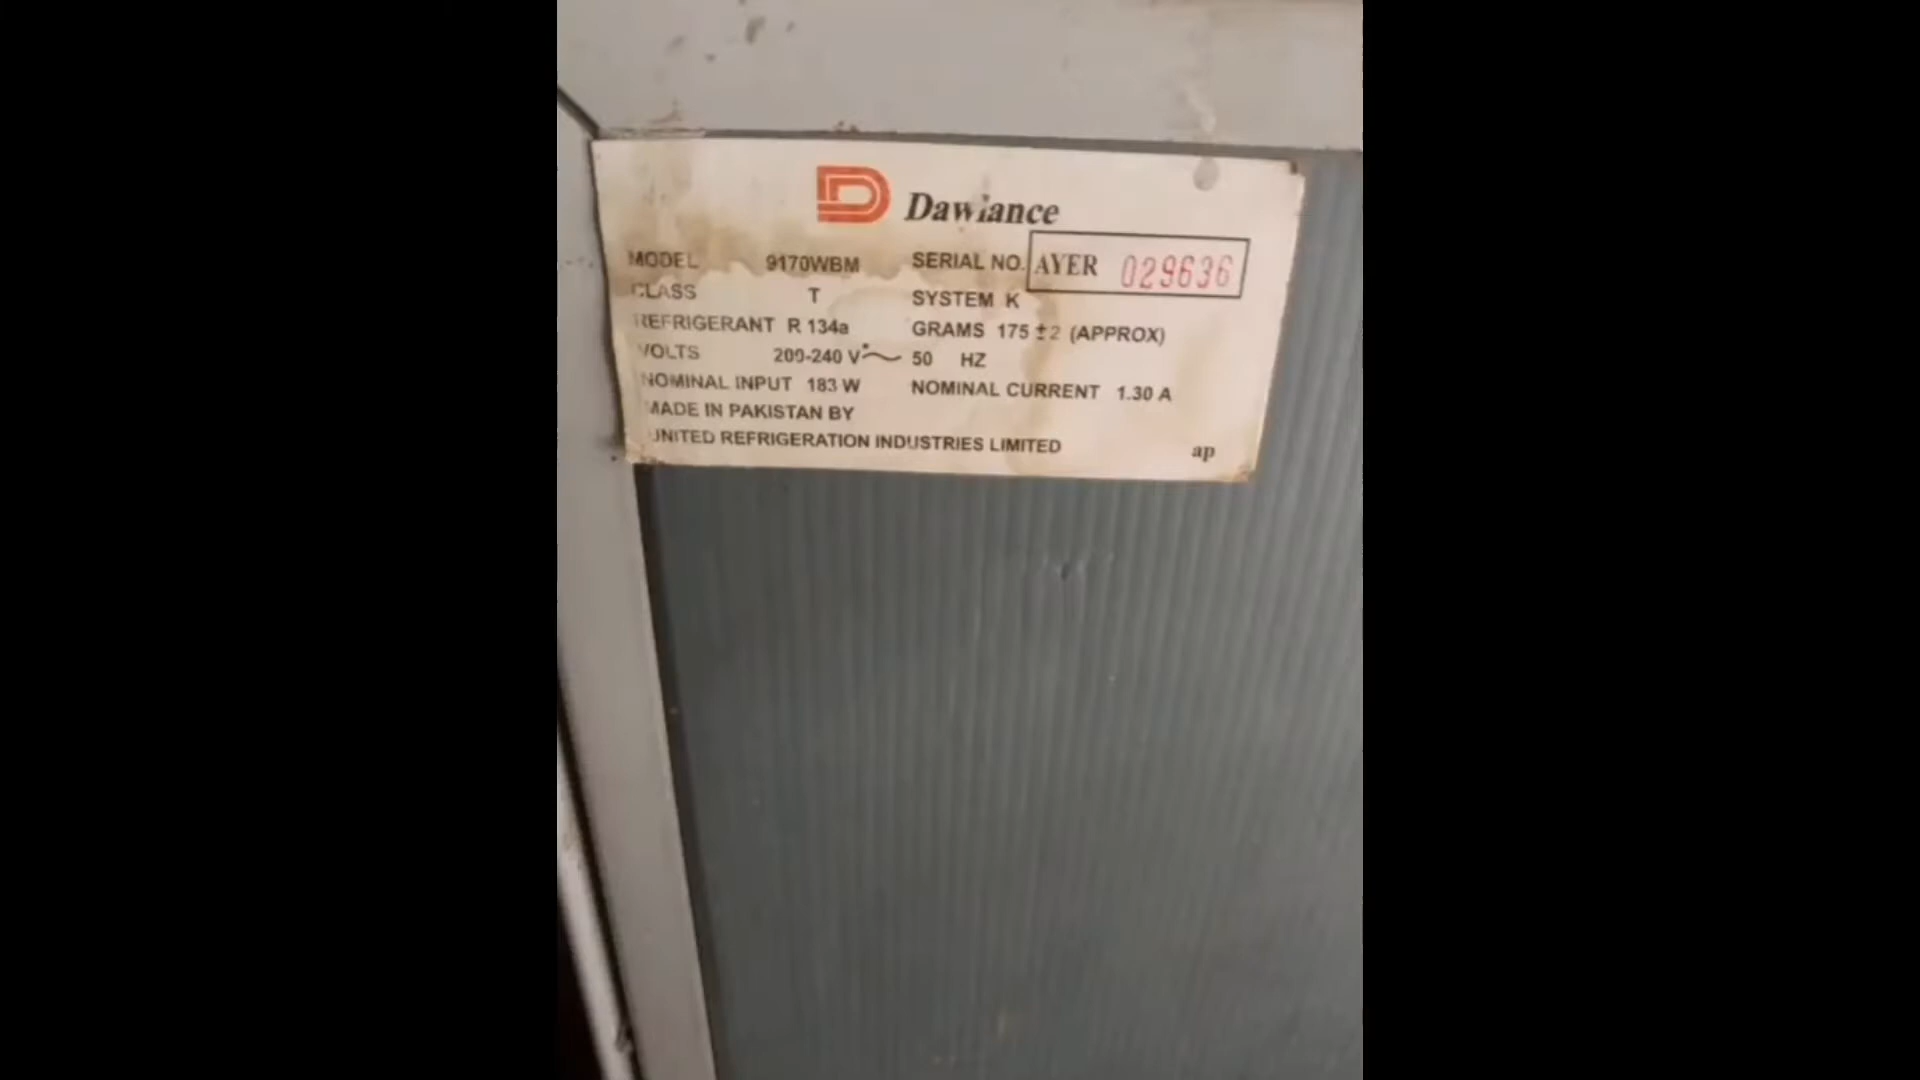 Dawlance
MODEL 9170WBM SERIAL NO. AYER 029636
CLASS T SYSTEM K
REFRIGERANT R 134a GRAMS 175 ±2 (APPROX)
VOLTS 200-240 V~ 50 HZ
NOMINAL INPUT 183 W NOMINAL CURRENT 1.30 A
MADE IN PAKISTAN BY
UNITED REFRIGERATION INDUSTRIES LIMITED ap